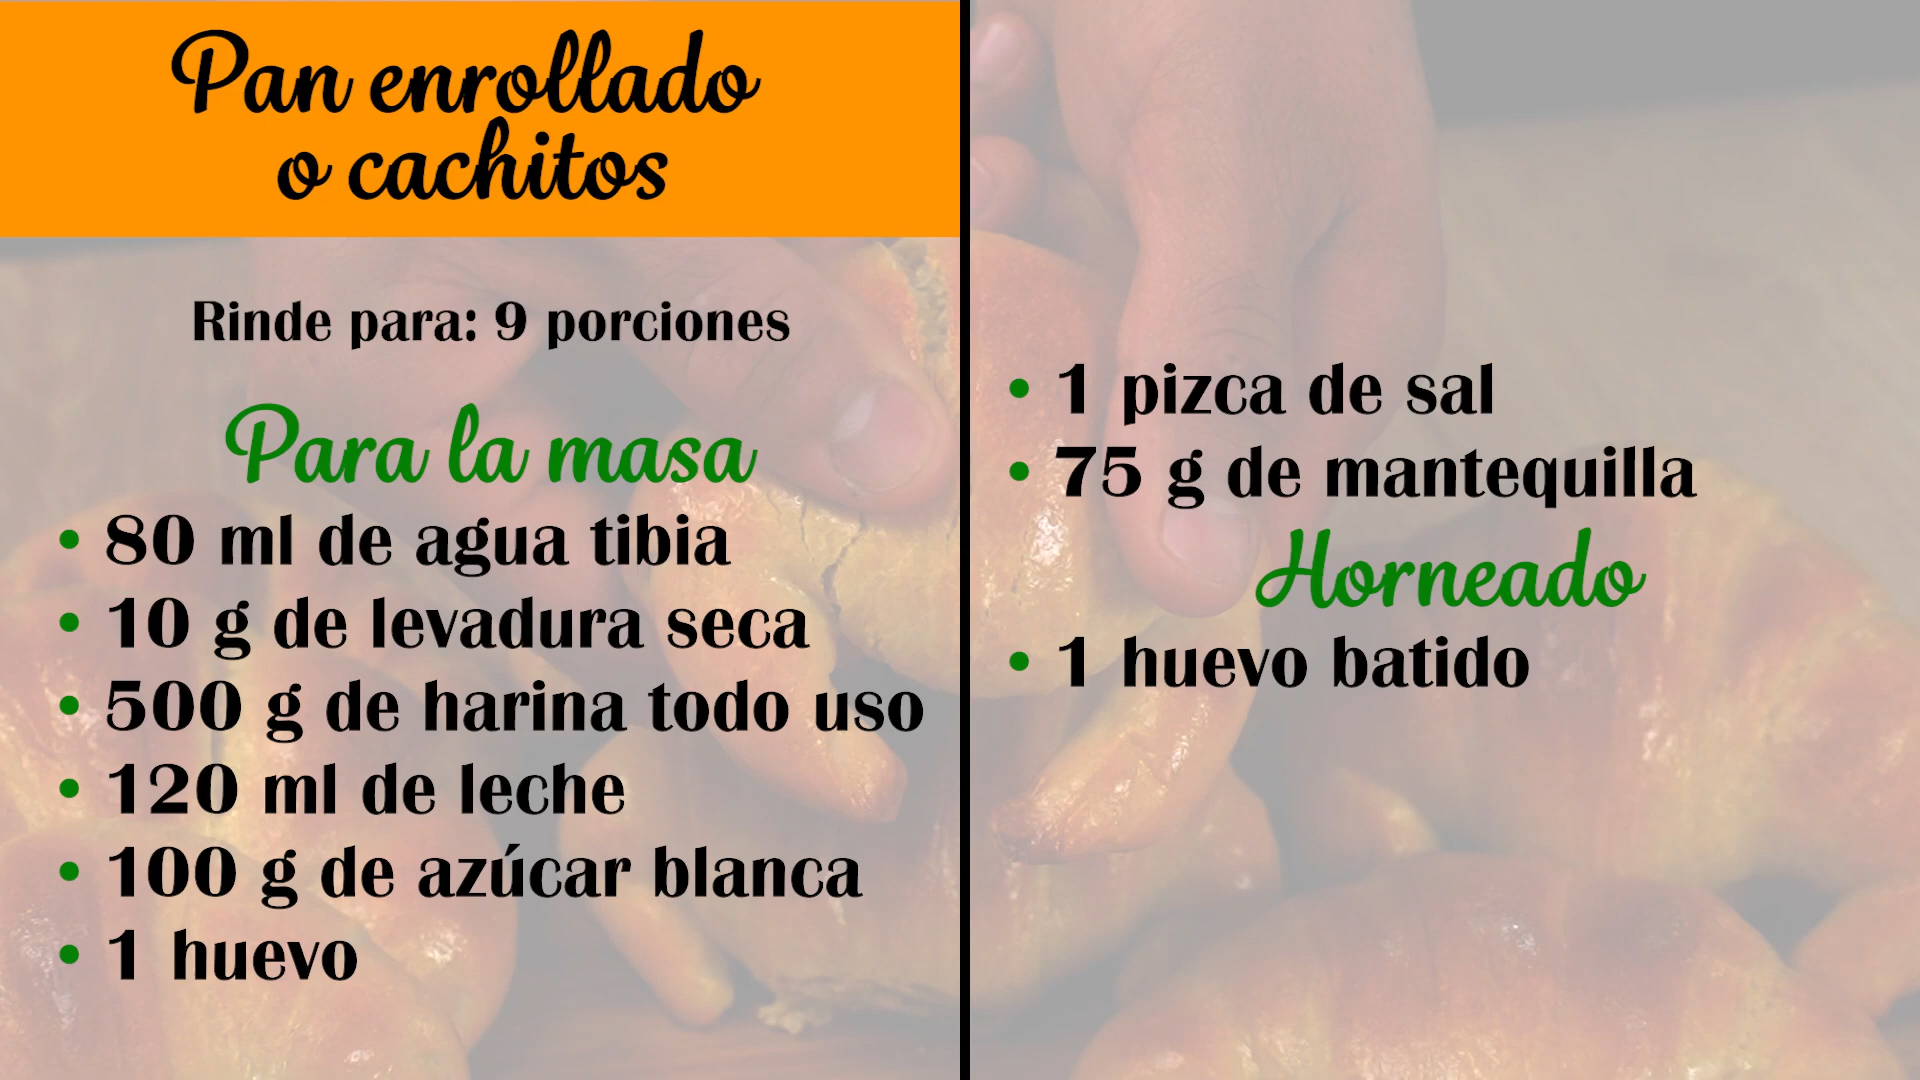 Pan enrollado
o cachitos
Rinde para: 9 porciones
Para la masa
• 80 ml de agua tibia
• 10 g de levadura seca
• 500 g de harina todo uso
• 120 ml de leche
• 100 g de azúcar blanca
• 1 huevo
• 1 pizca de sal
• 75 g de mantequilla
Horneado
• 1 huevo batido